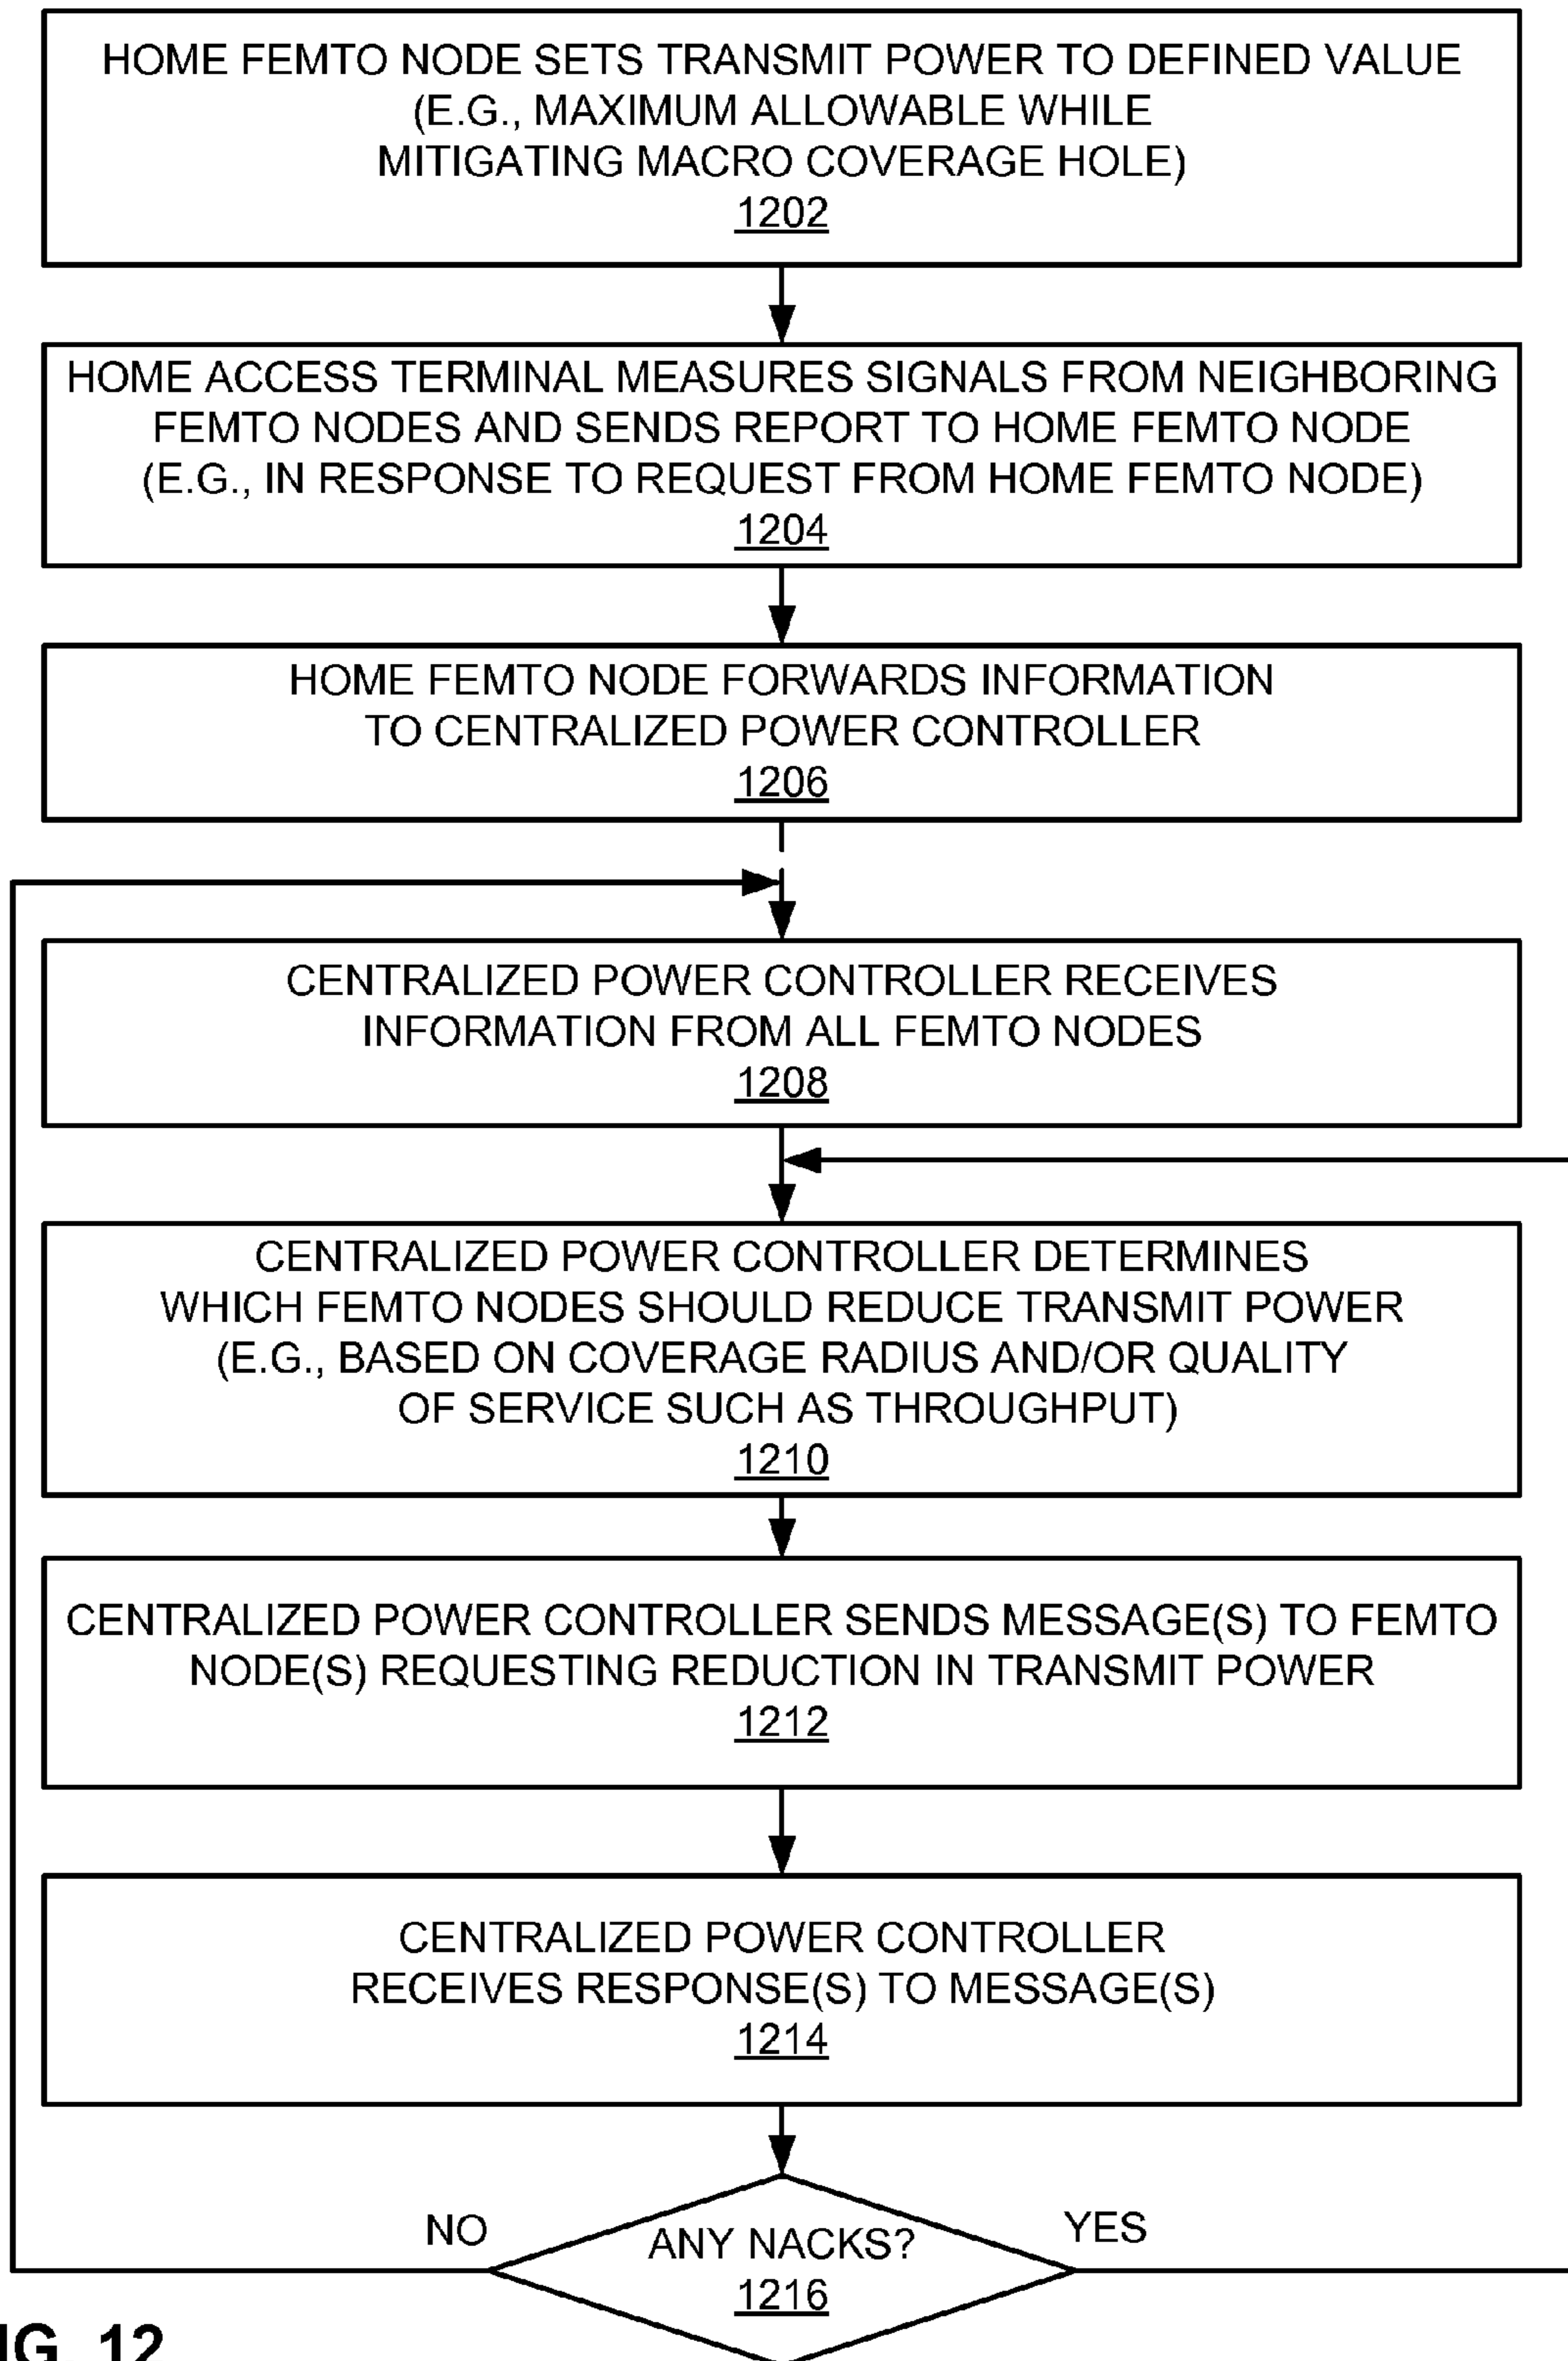 HOME FEMTO NODE SETS TRANSMIT POWER TO DEFINED VALUE
(E.G., MAXIMUM ALLOWABLE WHILE
MITIGATING MACRO COVERAGE HOLE)
1202
HOME ACCESS TERMINAL MEASURES SIGNALS FROM NEIGHBORING
FEMTO NODES AND SENDS REPORT TO HOME FEMTO NODE
(E.G., IN RESPONSE TO REQUEST FROM HOME FEMTO NODE)
1204
HOME FEMTO NODE FORWARDS INFORMATION
TO CENTRALIZED POWER CONTROLLER
1206
CENTRALIZED POWER CONTROLLER RECEIVES
INFORMATION FROM ALL FEMTO NODES
1208
CENTRALIZED POWER CONTROLLER DETERMINES
WHICH FEMTO NODES SHOULD REDUCE TRANSMIT POWER
(E.G., BASED ON COVERAGE RADIUS AND/OR QUALITY
OF SERVICE SUCH AS THROUGHPUT)
1210
CENTRALIZED POWER CONTROLLER SENDS MESSAGE(S) TO FEMTO
NODE(S) REQUESTING REDUCTION IN TRANSMIT POWER
1212
CENTRALIZED POWER CONTROLLER
RECEIVES RESPONSE(S) TO MESSAGE(S)
1214
NO
YES
ANY NACKS?
1216
IG. 12